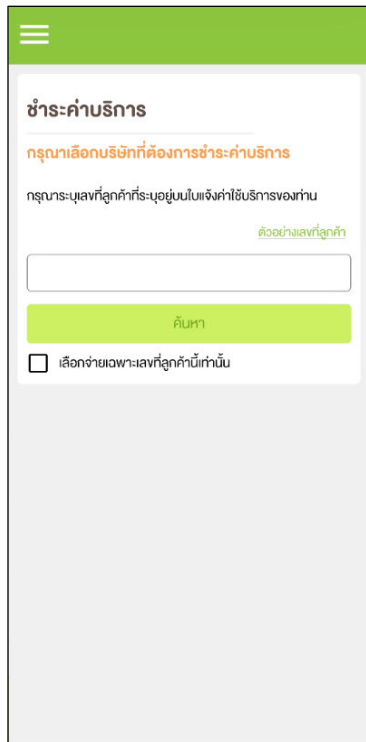 ชำระค่าบริการ
กรุณาเลือกบริษัทที่ต้องการชำระค่าบริการ
กรุณาระบุเลขที่ลูกค้าที่ระบุอยู่บนใบแจ้งค่าใช้บริการของท่าน
ตัวอย่างเลขที่ลูกค้า
ค้นหา
เลือกจ่ายเฉพาะเลขที่ลูกค้านี้เท่านั้น